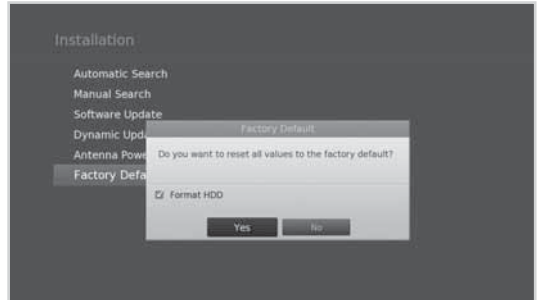 Installation
Automatic Search
Manual Search
Software Update
Dynamic Upda
Antenna Powe
Factory Defa
Factory Default
Do you want to reset all values to the factory default?
Format HDD
Yes
No